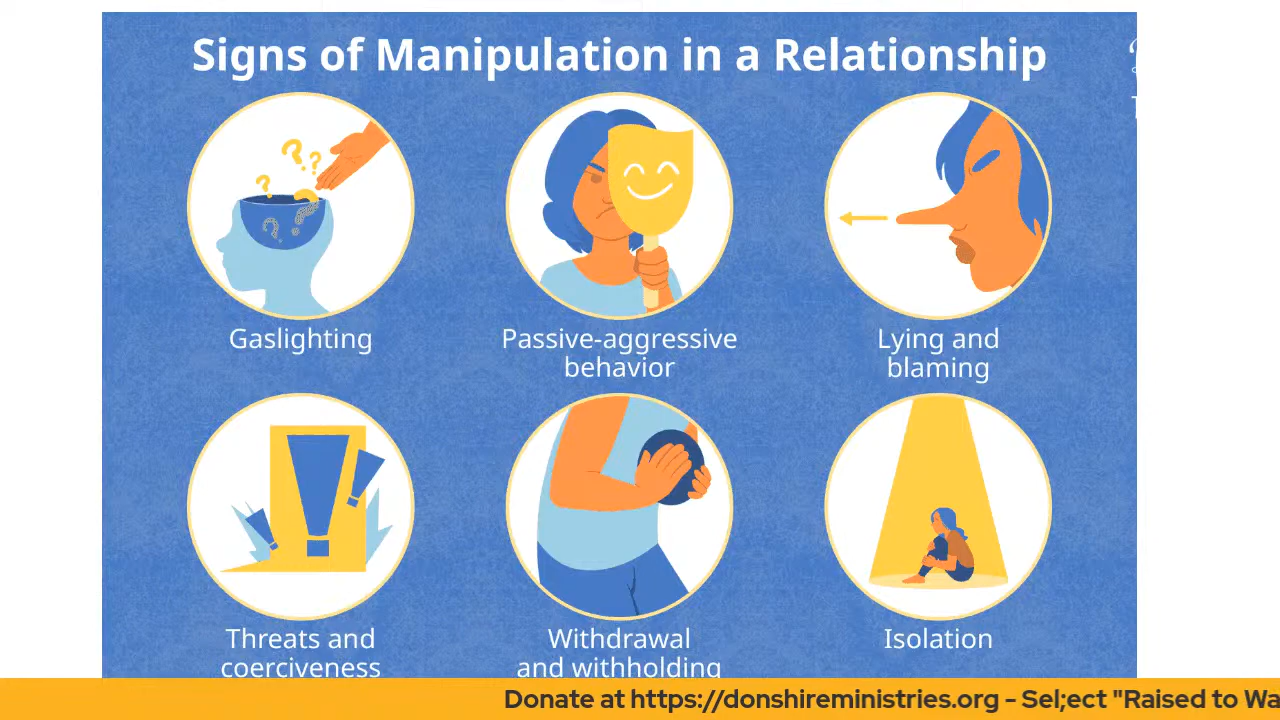 Signs of Manipulation in a Relationship
Gaslighting
Passive-aggressive
behavior
Lying and
blaming
Threats and
coerciveness
Withdrawal
and withholding
Isolation
Donate at https://donshireministries.org - Sel;ect "Raised to Wa